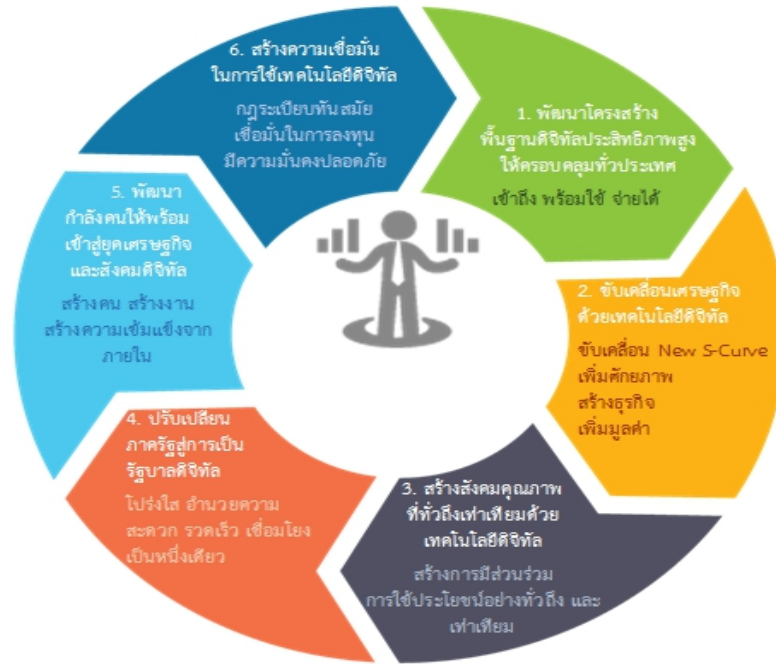 1. พัฒนาโครงสร้าง
พื้นฐานดิจิทัลประสิทธิภาพสูง
ให้ครอบคลุมทั่วประเทศ
เข้าถึง พร้อมใช้ จ่ายได้
2. ขับเคลื่อนเศรษฐกิจ
ด้วยเทคโนโลยีดิจิทัล
ขับเคลื่อน New S-Curve
เพิ่มศักยภาพ
สร้างธุรกิจ
เพิ่มมูลค่า
3. สร้างสังคมคุณภาพ
ที่ทั่วถึงเท่าเทียมด้วย
เทคโนโลยีดิจิทัล
สร้างการมีส่วนร่วม
การใช้ประโยชน์อย่างทั่วถึง และ
เท่าเทียม
4. ปรับเปลี่ยน
ภาครัฐสู่การเป็น
รัฐบาลดิจิทัล
โปร่งใส อำนวยความ
สะดวก รวดเร็ว เชื่อมโยง
เป็นหนึ่งเดียว
5. พัฒนา
กำลังคนให้พร้อม
เข้าสู่ยุคเศรษฐกิจ
และสังคมดิจิทัล
สร้างคน สร้างงาน
สร้างความเข้มแข็งจาก
ภายใน
6. สร้างความเชื่อมั่น
ในการใช้เทคโนโลยีดิจิทัล
กฎระเบียบทันสมัย
เชื่อมั่นในการลงทุน
มีความมั่นคงปลอดภัย